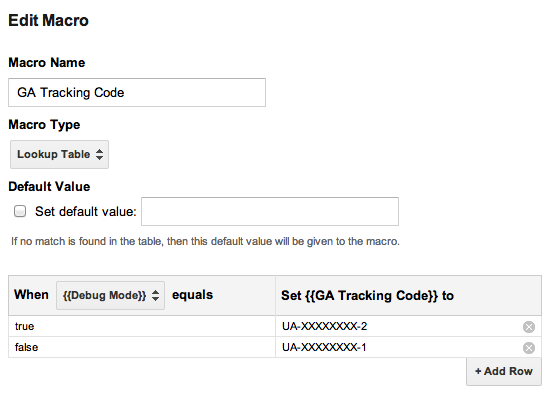 Edit Macro
Macro Name
GA Tracking Code
Macro Type
Lookup Table
Default Value
Set default value:
If no match is found in the table, then this default value will be given to the macro.
When {{Debug Mode}} equals Set {{GA Tracking Code}} to
true UA-XXXXXXXX-2
false UA-XXXXXXXX-1
+ Add Row